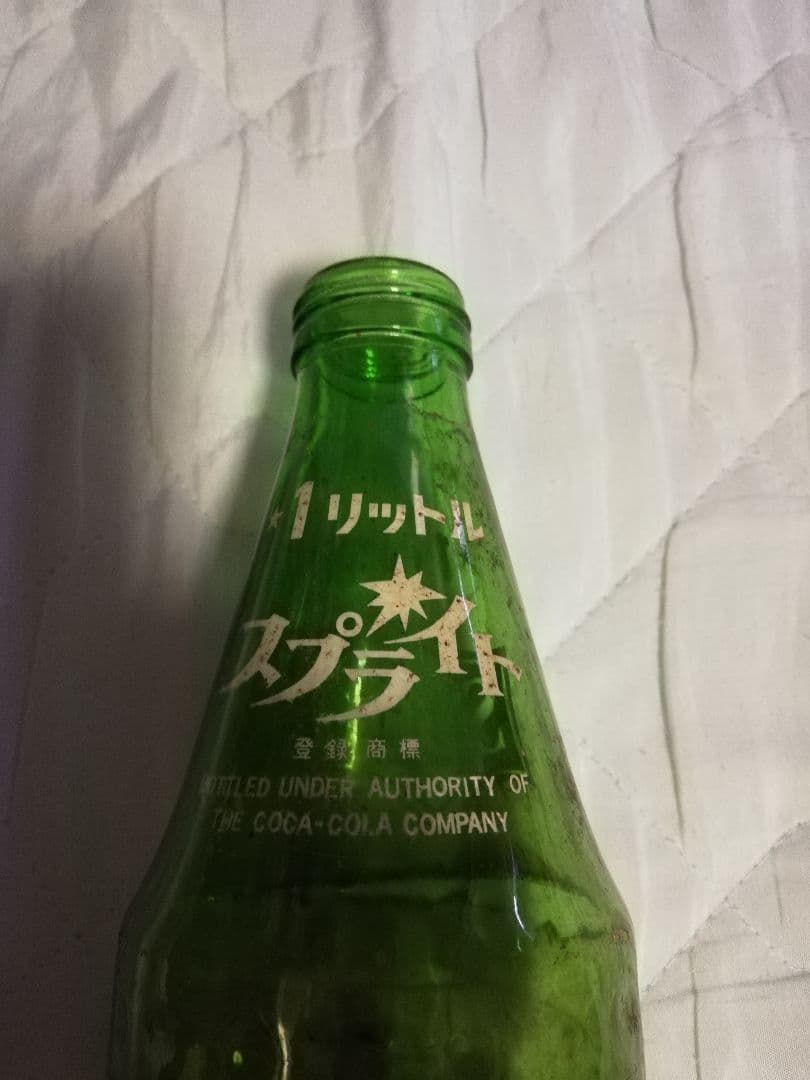 1リットル
スプライト
登録商標
BOTTLED UNDER AUTHORITY OF
THE COCA-COLA COMPANY